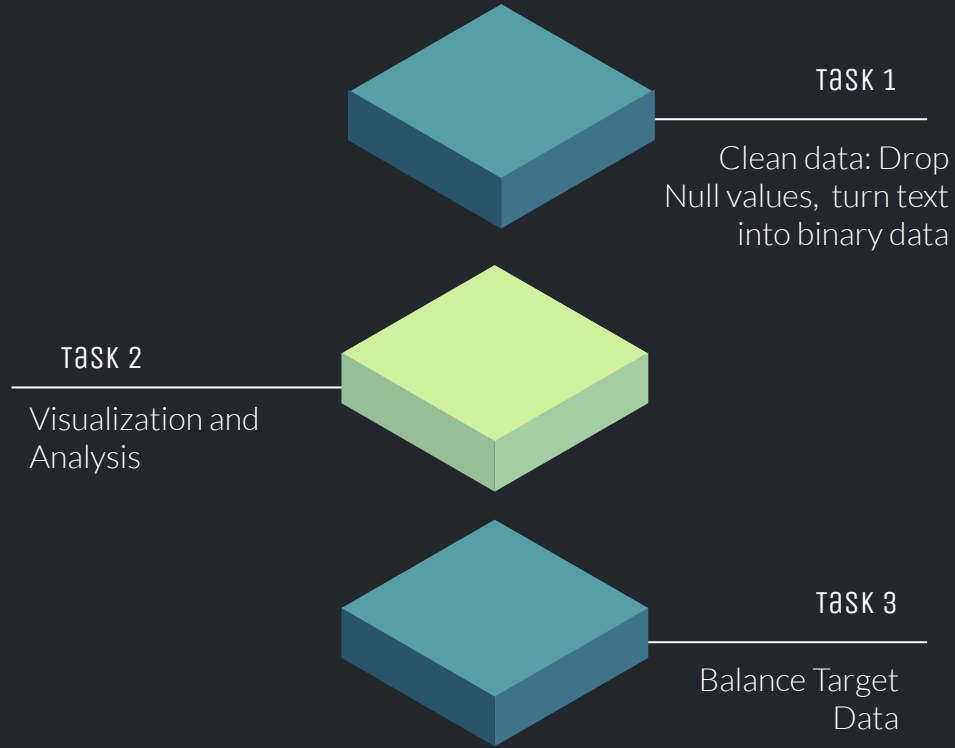 Task 1
Clean data: Drop
Null values, turn text
into binary data
Task 2
Visualization and
Analysis
Task 3
Balance Target
Data